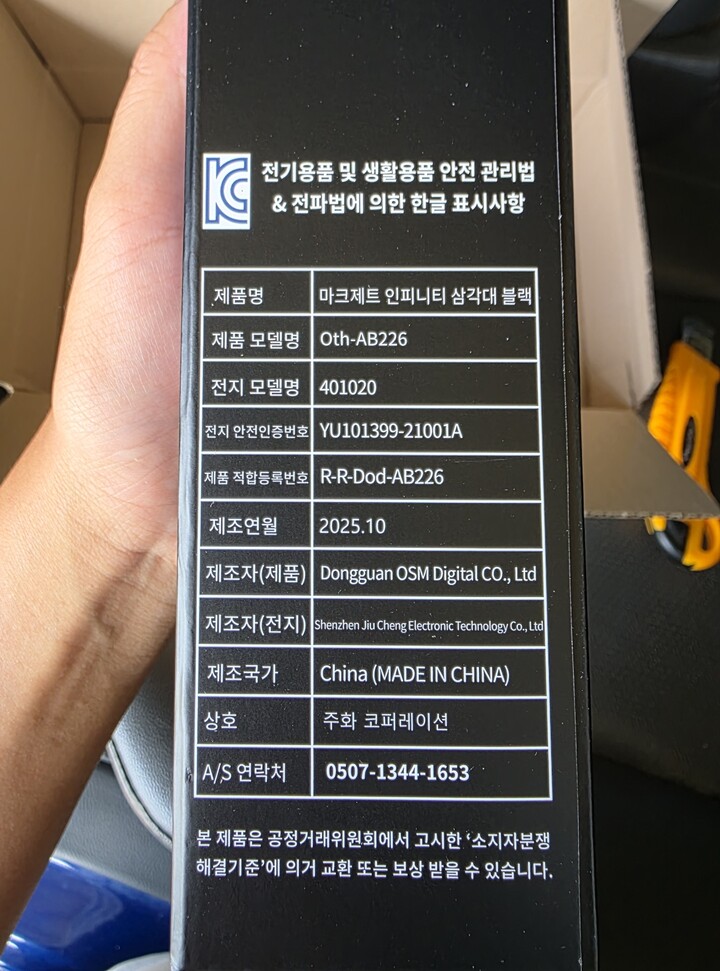 KC 전기용품 및 생활용품 안전 관리법
& 전파법에 의한 한글 표시사항
제품명 마크제트 인피니티 삼각대 블랙
제품 모델명 Oth-AB226
전지 모델명 401020
전지 안전인증번호 YU101399-21001A
제품 적합등록번호 R-R-Dod-AB226
제조연월 2025.10
제조자(제품) Dongguan OSM Digital CO., Ltd
제조자(전지) Shenzhen Jiu Cheng Electronic Technology Co., Ltd
제조국가 China (MADE IN CHINA)
상호 주화 코퍼레이션
A/S 연락처 0507-1344-1653
본 제품은 공정거래위원회에서 고시한 ‘소지자분쟁
해결기준’에 의거 교환 또는 보상 받을 수 있습니다.